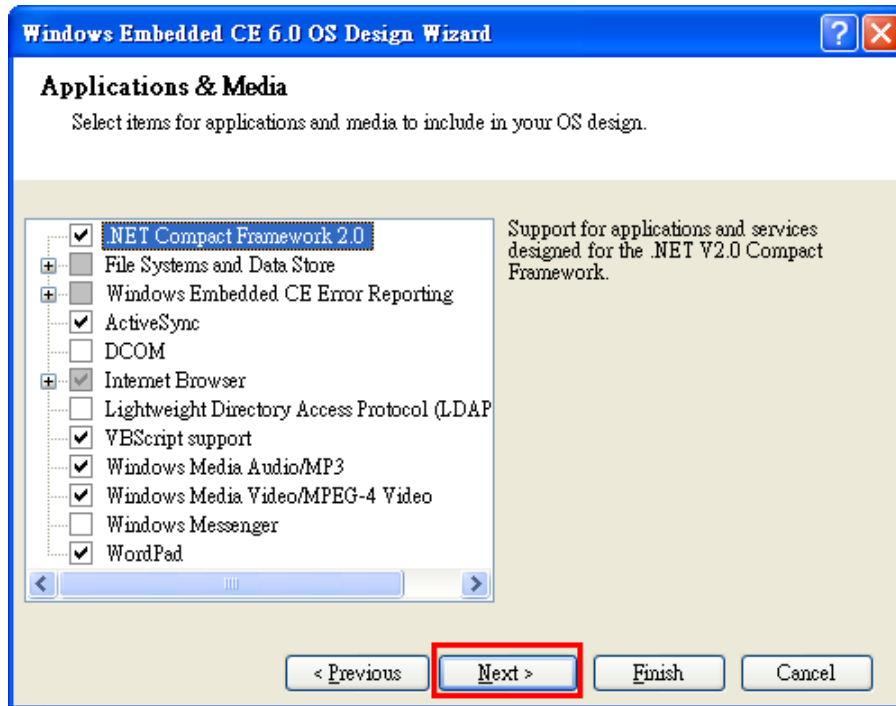 Windows Embedded CE 6.0 OS Design Wizard
Applications & Media
Select items for applications and media to include in your OS design.
.NET Compact Framework 2.0
File Systems and Data Store
Windows Embedded CE Error Reporting
ActiveSync
DCOM
Internet Browser
Lightweight Directory Access Protocol (LDAP
VBScript support
Windows Media Audio/MP3
Windows Media Video/MPEG-4 Video
Windows Messenger
WordPad
Support for applications and services
designed for the .NET V2.0 Compact
Framework.
< Previous
Next >
Finish
Cancel